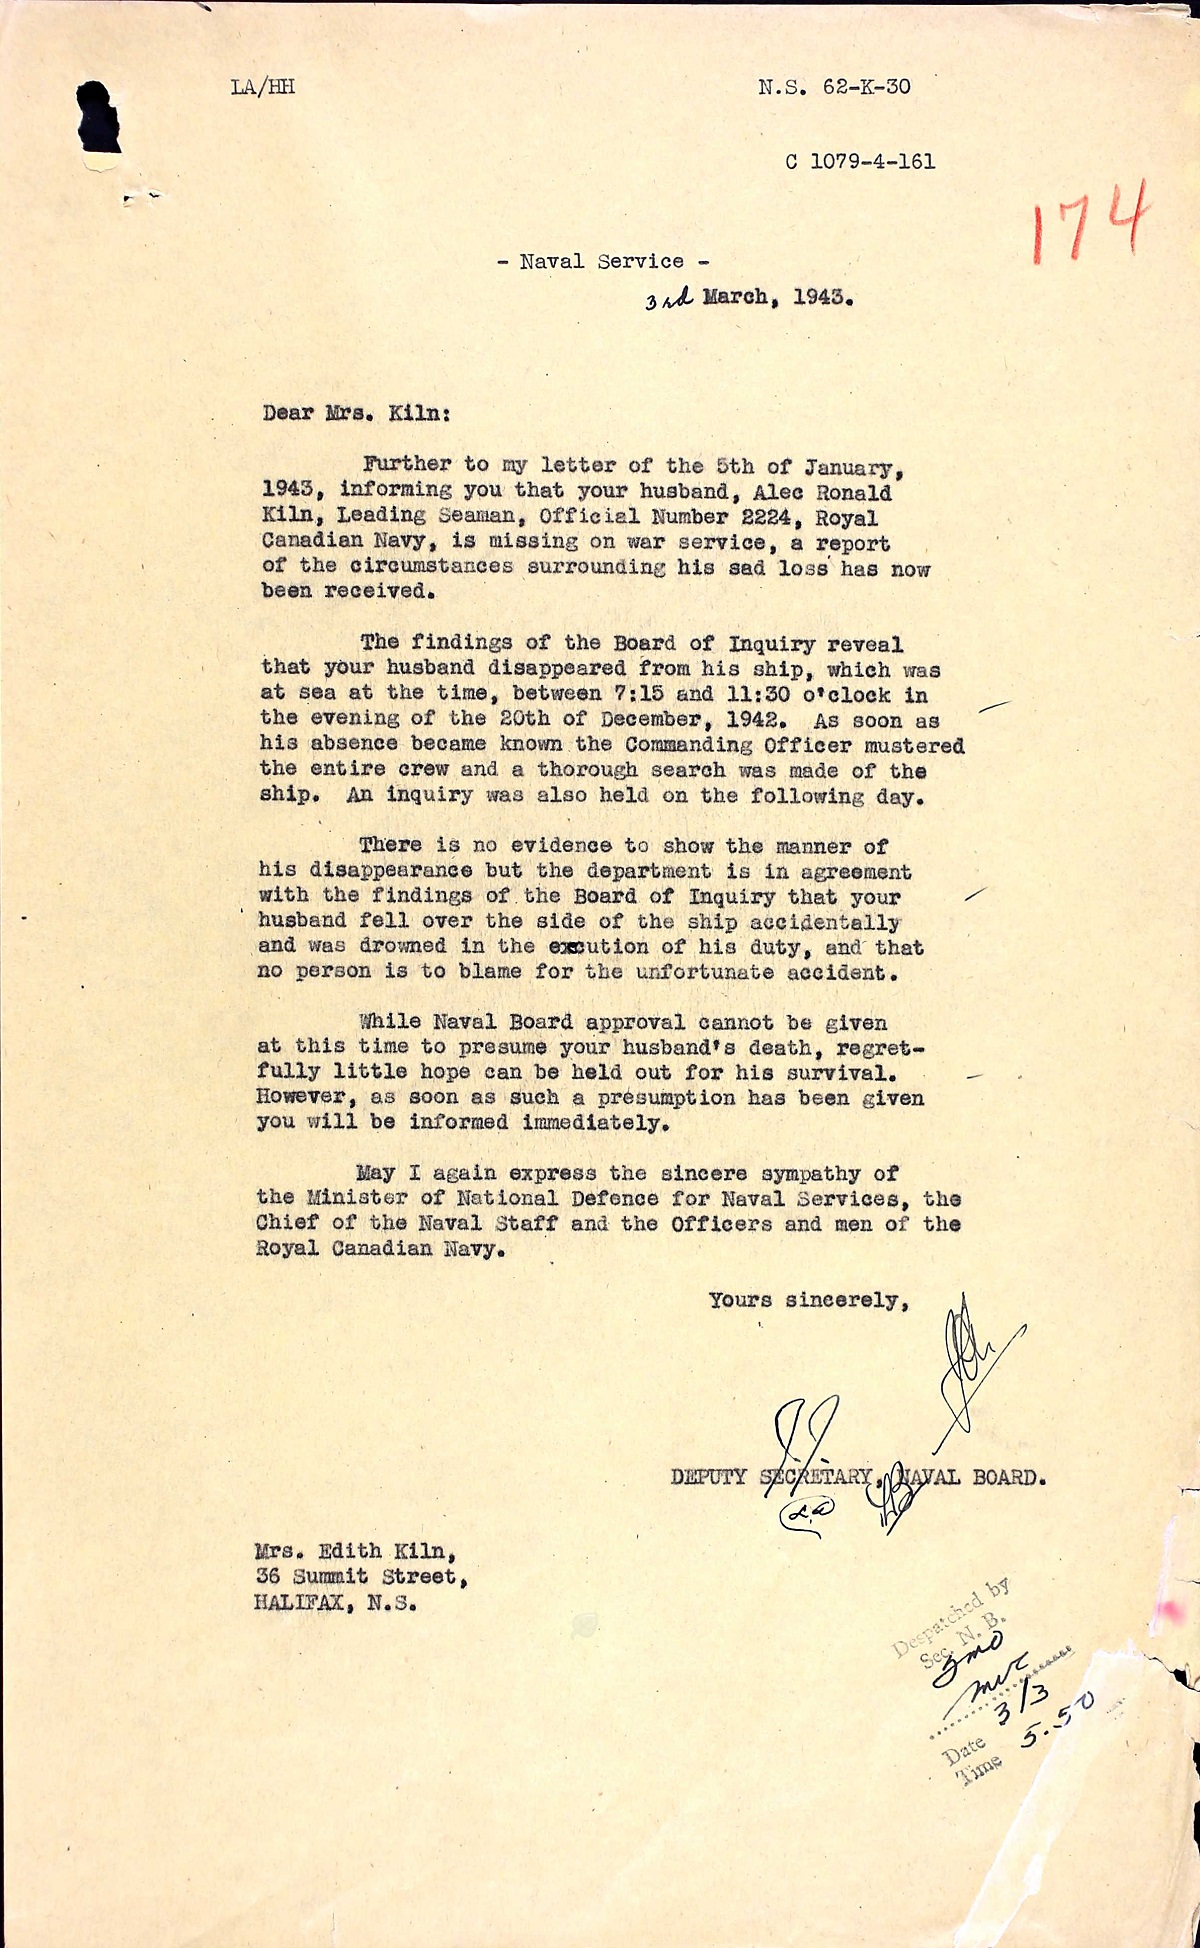 LA/HH
N.S. 62-K-30
C 1079-4-161
174
- Naval Service -
3rd March, 1943.
Dear Mrs. Kiln:
Further to my letter of the 5th of January,
1943, informing you that your husband, Alec Ronald
Kiln, Leading Seaman, Official Number 2224, Royal
Canadian Navy, is missing on war service, a report
of the circumstances surrounding his sad loss has now
been received.
The findings of the Board of Inquiry reveal
that your husband disappeared from his ship, which was
at sea at the time, between 7:15 and 11:30 o'clock in
the evening of the 20th of December, 1942. As soon as
his absence became known the Commanding Officer mustered
the entire crew and a thorough search was made of the
ship. An inquiry was also held on the following day.
There is no evidence to show the manner of
his disappearance but the department is in agreement
with the findings of the Board of Inquiry that your
husband fell over the side of the ship accidentally
and was drowned in the execution of his duty, and that
no person is to blame for the unfortunate accident.
While Naval Board approval cannot be given
at this time to presume your husband's death, regret-
fully little hope can be held out for his survival.
However, as soon as such a presumption has been given
you will be informed immediately.
May I again express the sincere sympathy of
the Minister of National Defence for Naval Services, the
Chief of the Naval Staff and the Officers and men of the
Royal Canadian Navy.
Yours sincerely,
DEPUTY SECRETARY, NAVAL BOARD.
Mrs. Edith Kiln,
36 Summit Street,
HALIFAX, N.S.
Despatched by
Sec. N. B.
Date 3/3
Time 5.50